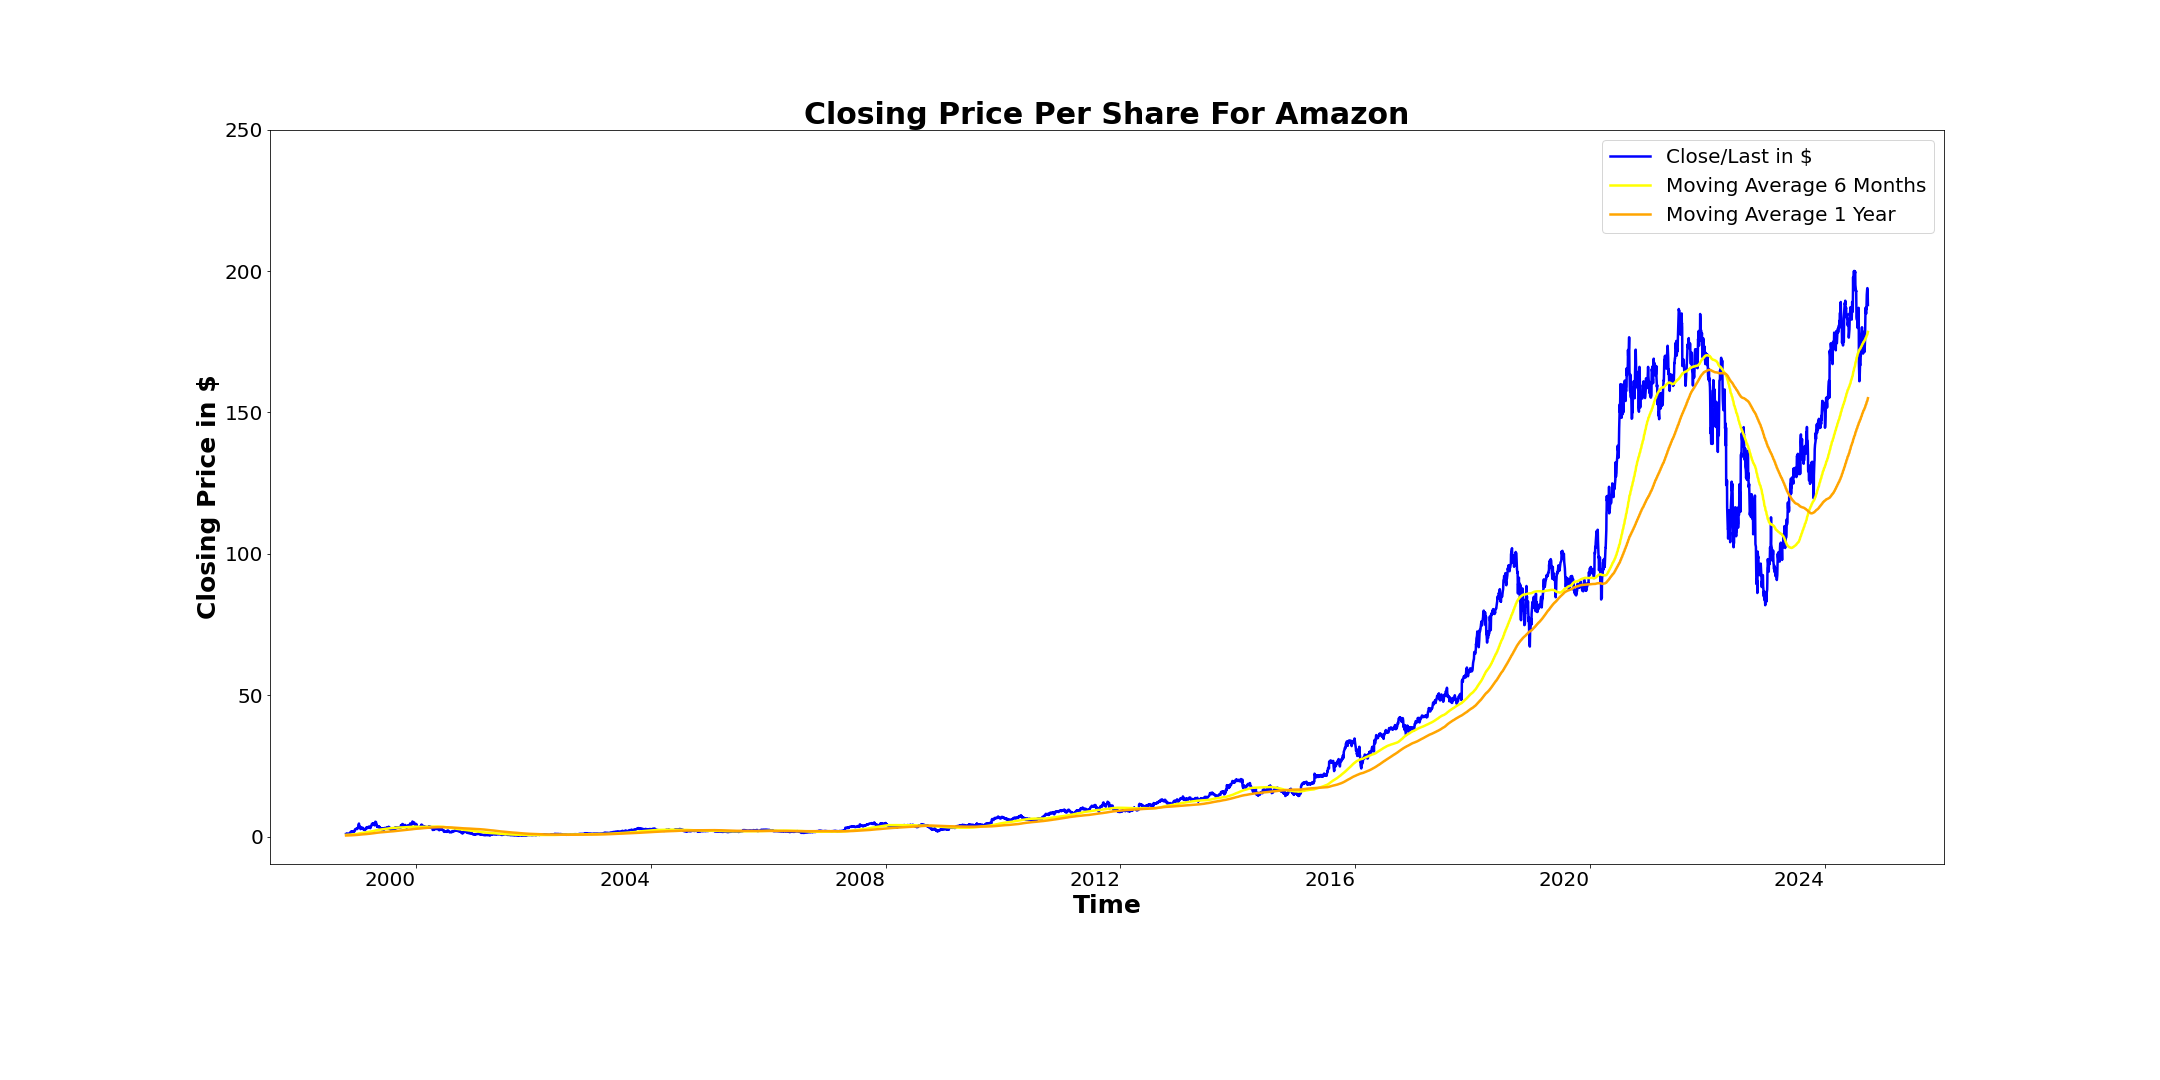 Closing Price Per Share For Amazon
Close/Last in $
Moving Average 6 Months
Moving Average 1 Year
Closing Price in $
250
200
150
100
50
0
2000 2004 2008 2012 2016 2020 2024
Time